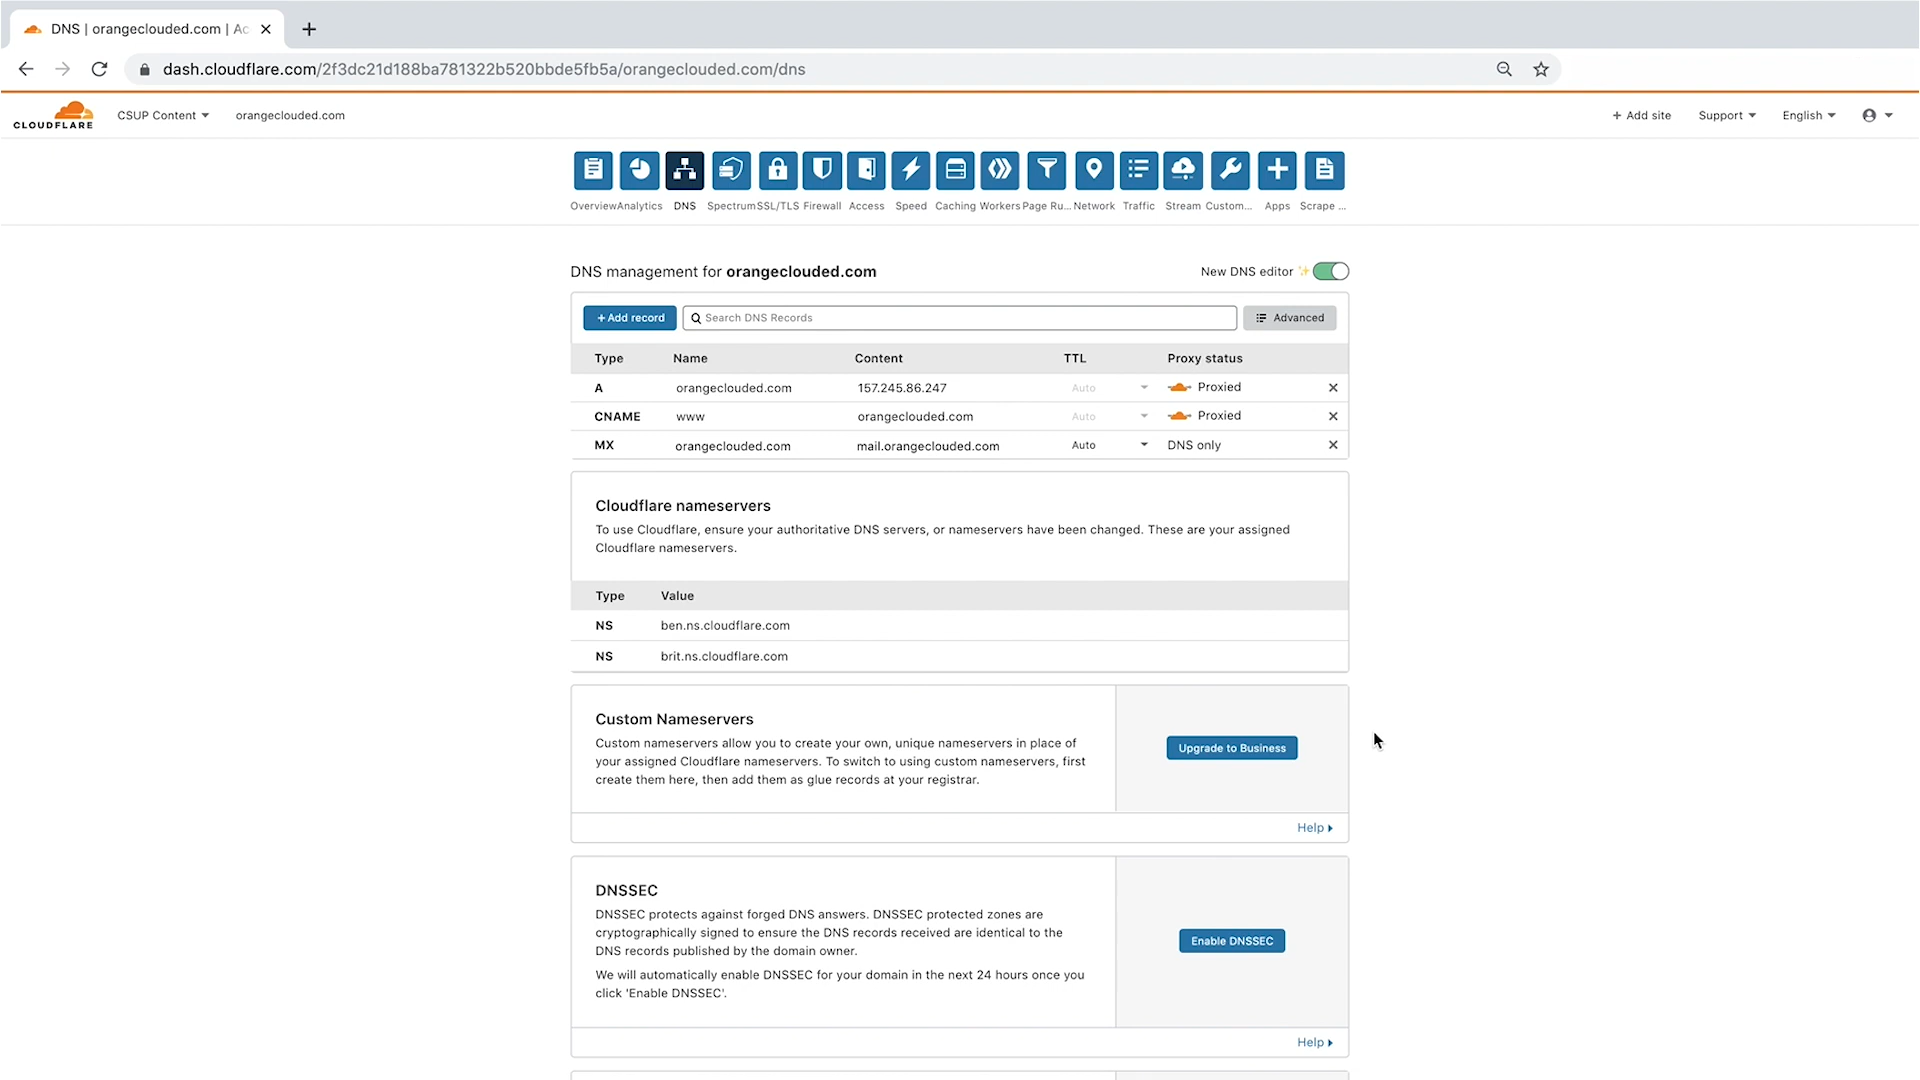 DNS | orangeclouded.com | Ac
dash.cloudflare.com/2f3dc21d188ba781322b520bbde5fb5a/orangeclouded.com/dns
CLOUDFLARE
CSUP Content
orangeclouded.com
+ Add site
Support
English
Overview
Analytics
DNS
Spectrum
SSL/TLS
Firewall
Access
Speed
Caching
Workers
Page Ru...
Network
Traffic
Stream
Custom...
Apps
Scrape ...
DNS management for orangeclouded.com
New DNS editor
+ Add record
Search DNS Records
Advanced
Type Name Content TTL Proxy status
A orangeclouded.com 157.245.86.247 Auto Proxied
CNAME www orangeclouded.com Auto Proxied
MX orangeclouded.com mail.orangeclouded.com Auto DNS only
Cloudflare nameservers
To use Cloudflare, ensure your authoritative DNS servers, or nameservers have been changed. These are your assigned
Cloudflare nameservers.
Type Value
NS ben.ns.cloudflare.com
NS brit.ns.cloudflare.com
Custom Nameservers
Custom nameservers allow you to create your own, unique nameservers in place of
your assigned Cloudflare nameservers. To switch to using custom nameservers, first
create them here, then add them as glue records at your registrar.
Upgrade to Business
Help
DNSSEC
DNSSEC protects against forged DNS answers. DNSSEC protected zones are
cryptographically signed to ensure the DNS records received are identical to the
DNS records published by the domain owner.
We will automatically enable DNSSEC for your domain in the next 24 hours once you
click 'Enable DNSSEC'.
Enable DNSSEC
Help